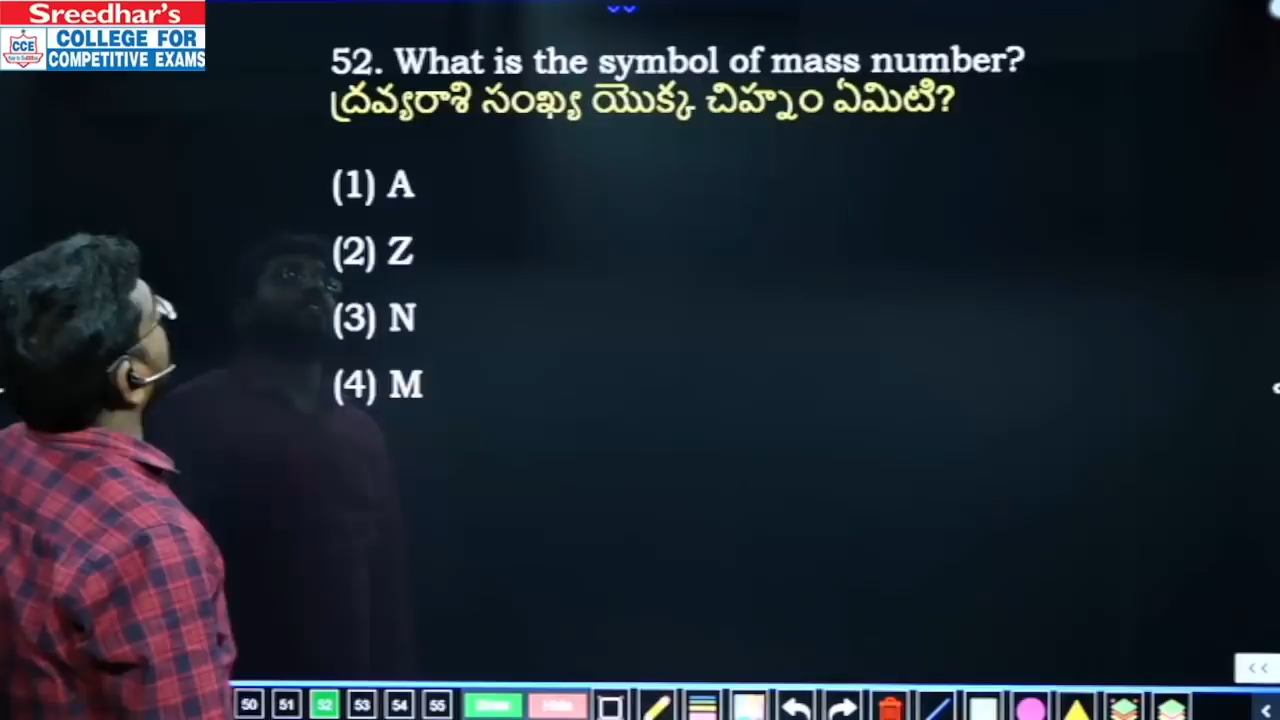 Sreedhar's
CCE
COLLEGE FOR
COMPETITIVE EXAMS
52. What is the symbol of mass number?
ద్రవ్యరాశి సంఖ్య యొక్క చిహ్నం ఏమిటి?
(1) A
(2) Z
(3) N
(4) M
50 51 52 53 54 55